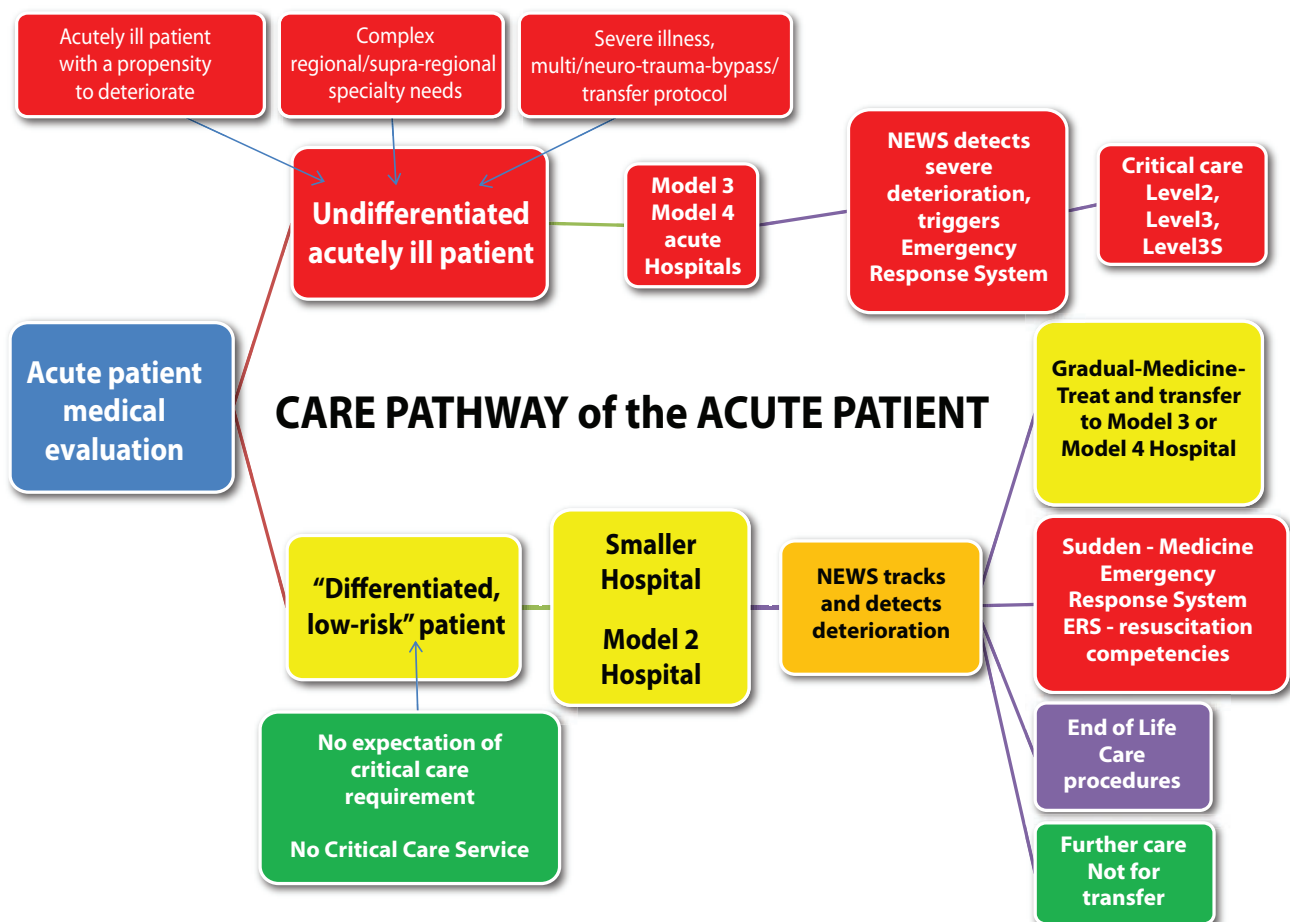 Acutely ill patient
with a propensity
to deteriorate
Complex
regional/supra-regional
specialty needs
Severe illness,
multi/neuro-trauma-bypass/
transfer protocol
Undifferentiated
acutely ill patient
Model 3
Model 4
acute
Hospitals
NEWS detects
severe
deterioration,
triggers
Emergency
Response System
Critical care
Level2,
Level3,
Level3S
Acute patient
medical
evaluation
CARE PATHWAY of the ACUTE PATIENT
Gradual-Medicine-
Treat and transfer
to Model 3 or
Model 4 Hospital
"Differentiated,
low-risk" patient
Smaller
Hospital
Model 2
Hospital
NEWS tracks
and detects
deterioration
Sudden - Medicine
Emergency
Response System
ERS - resuscitation
competencies
No expectation of
critical care
requirement
No Critical Care Service
End of Life
Care
procedures
Further care
Not for
transfer